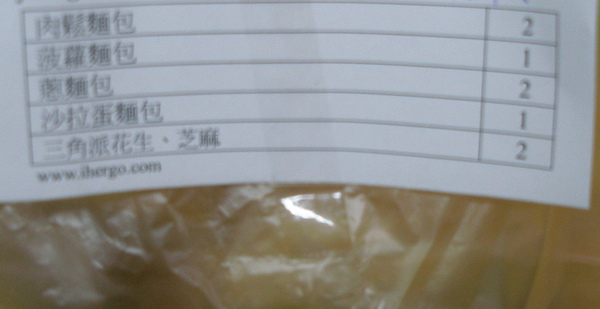 肉鬆麵包 2
菠蘿麵包 1
蔥麵包 2
沙拉蛋麵包 1
三角派花生、芝麻 2
www.ihergo.com